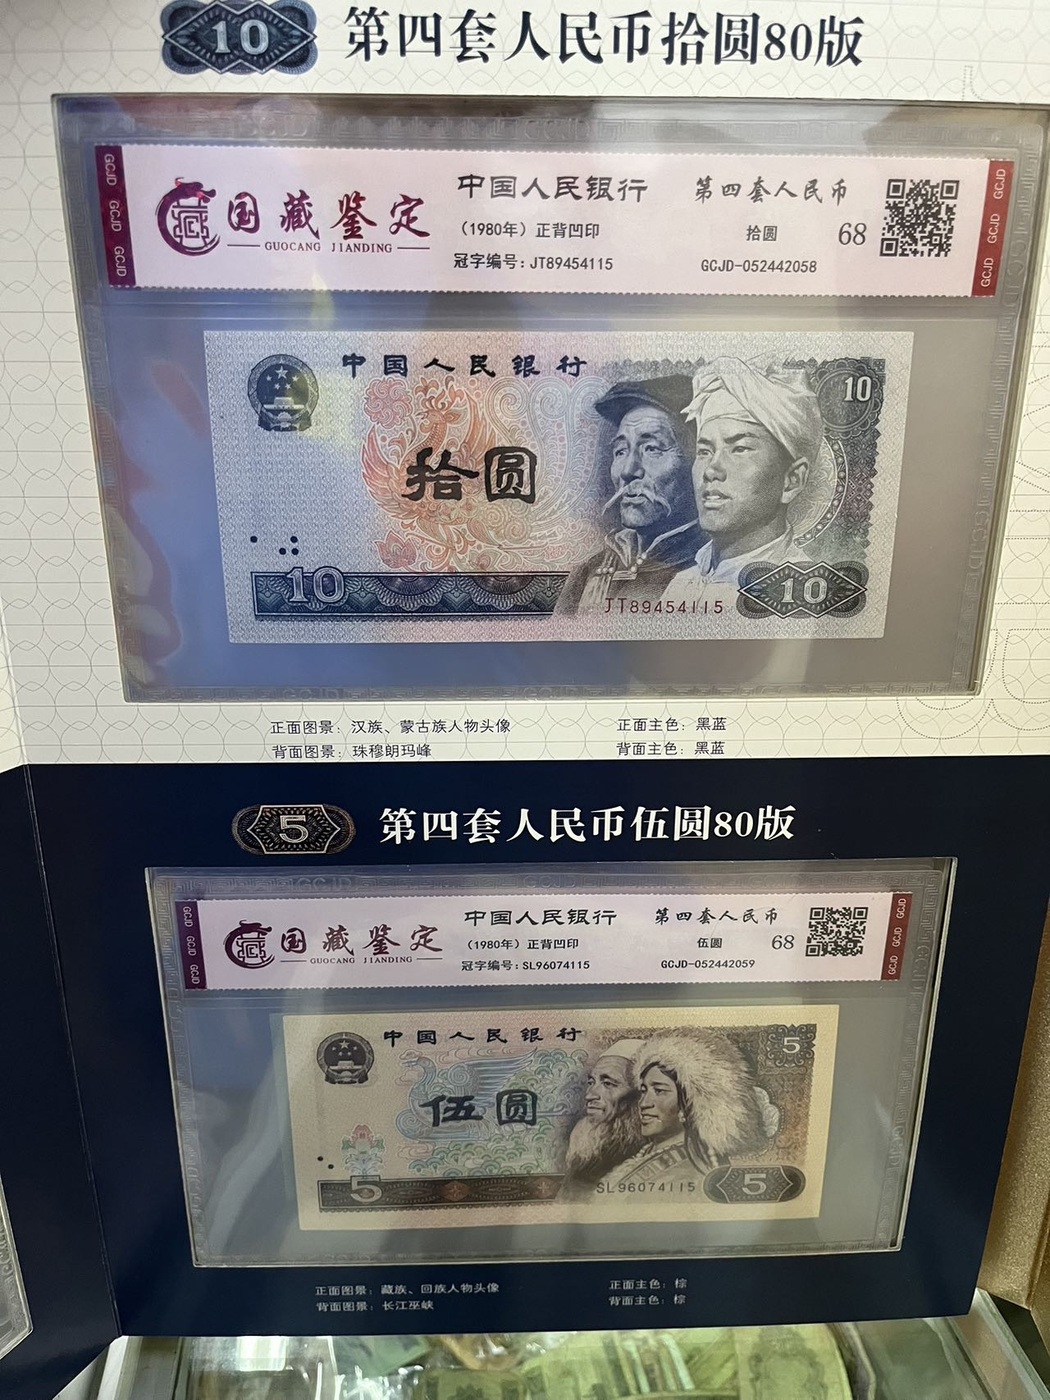 10 第四套人民币拾圆80版
GCJD GCJD GCJD
国藏鉴定
GUOCANG JIANDING
中国人民银行
（1980年）正背凹印
冠字编号：JT89454115
第四套人民币
拾圆
68
GCJD-052442058
GCJD GCJD GCJD
中国人民银行
10
拾圆
10
JT89454115
10
GCJD
正面图景：汉族、蒙古族人物头像 正面主色：黑蓝
背面图景：珠穆朗玛峰 背面主色：黑蓝
5 第四套人民币伍圆80版
GCJD
GCJD GCJD GCJD
国藏鉴定
GUOCANG JIANDING
中国人民银行
（1980年）正背凹印
冠字编号：SL96074115
第四套人民币
伍圆
68
GCJD-052442059
GCJD GCJD
中国人民银行
5
伍圆
5
SL96074115
5
正面图景：藏族、回族人物头像 正面主色：棕
背面图景：长江巫峡 背面主色：棕